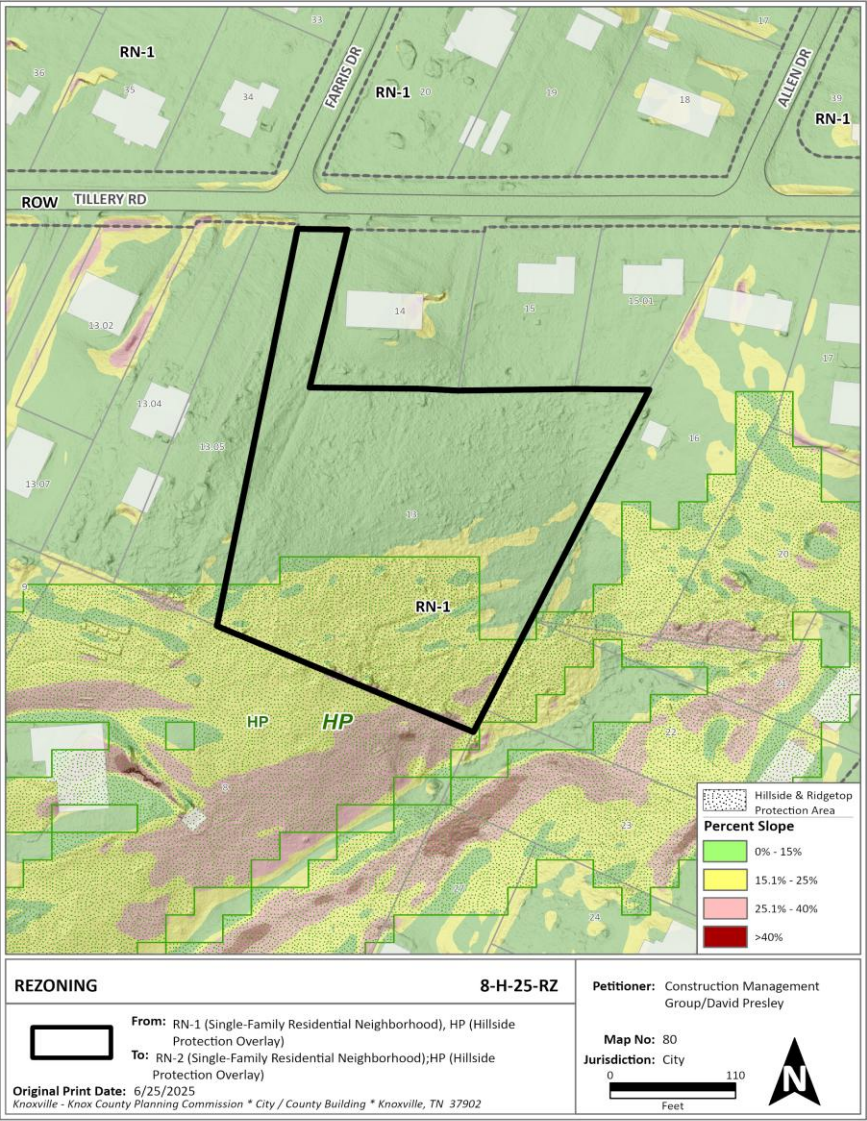 33
17
RN-1
36
35
34
FARRIS DR
RN-1
20
19
18
ALLEN DR
39
RN-1
ROW
TILLERY RD
13.02
14
15
15.01
17
13.04
13.05
16
13.07
13
20
9
RN-1
HP
HP
8
22
23
24
Hillside & Ridgetop
Protection Area
Percent Slope
0% - 15%
15.1% - 25%
25.1% - 40%
>40%
REZONING
8-H-25-RZ
From: RN-1 (Single-Family Residential Neighborhood), HP (Hillside
Protection Overlay)
To: RN-2 (Single-Family Residential Neighborhood);HP (Hillside
Protection Overlay)
Original Print Date: 6/25/2025
Knoxville - Knox County Planning Commission * City / County Building * Knoxville, TN 37902
Petitioner: Construction Management
Group/David Presley
Map No: 80
Jurisdiction: City
0
110
Feet
N